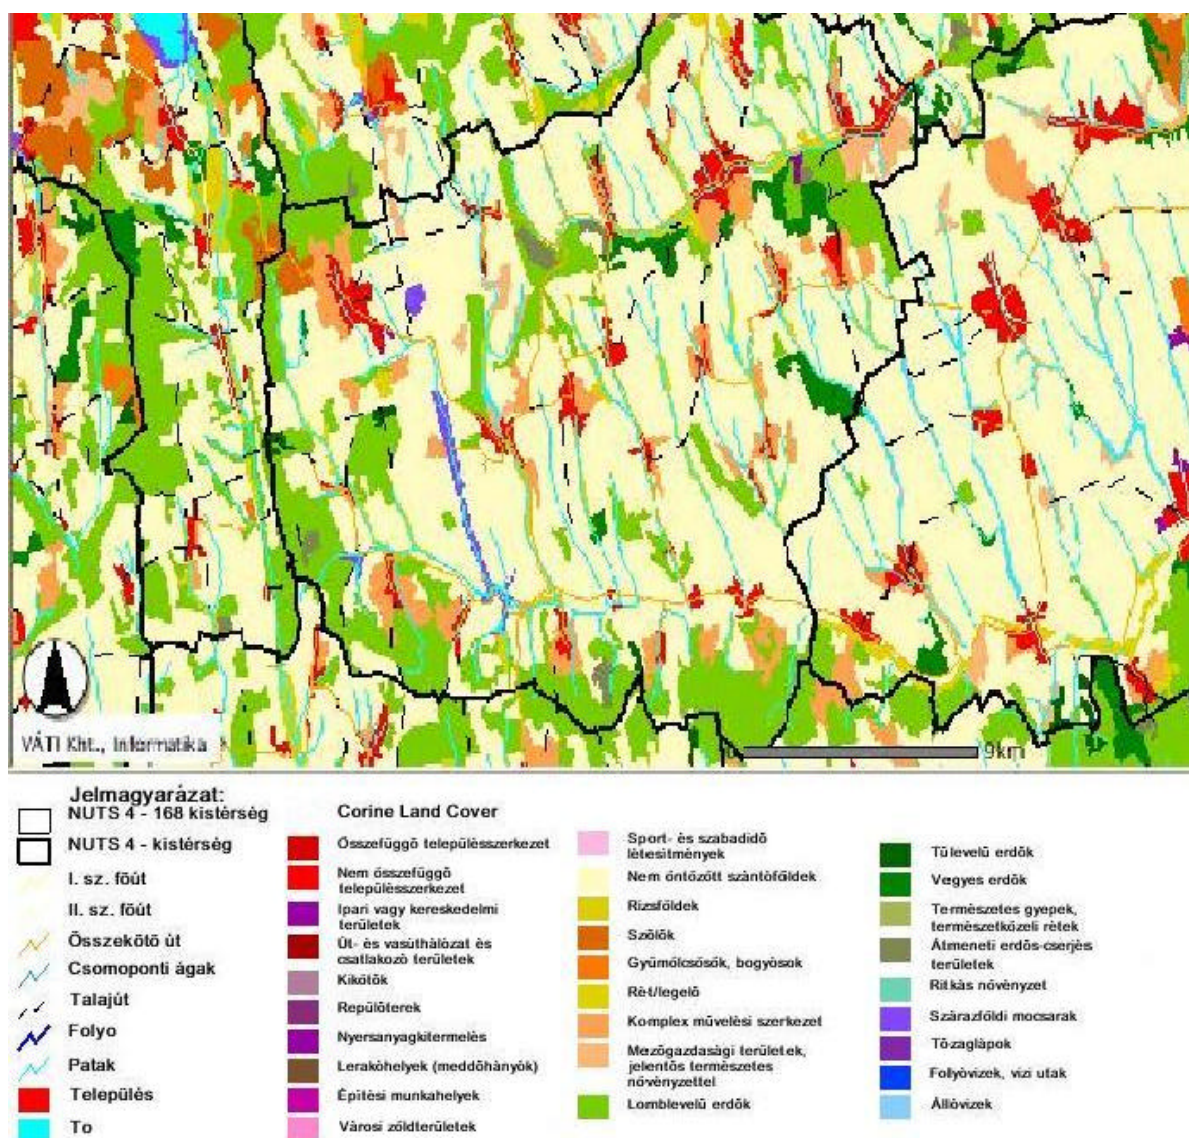 VÁTI Kht., Informatika
9km
Jelmagyarázat:
NUTS 4 - 168 kistérség
NUTS 4 - kistérség
I. sz. főút
II. sz. főút
Összekötő út
Csomoponti ágak
Talajút
Folyo
Patak
Település
To
Corine Land Cover
Összefüggő településszerkezet
Nem összefüggő
településszerkezet
Ipari vagy kereskedelmi
területek
Út- és vasúthálózat és
csatlakozó területek
Kikötők
Repülőterek
Nyersanyagkitermelés
Lerakóhelyek (meddőhányók)
Építési munkahelyek
Városi zöldterületek
Sport- és szabadidő
létesítmények
Nem öntözött szántóföldek
Rizsföldek
Szőlők
Gyümölcsösök, bogyósok
Rét/legelő
Komplex művelési szerkezet
Mezőgazdasági területek,
jelentős természetes
növényzettel
Lomblevelű erdők
Tűlevelű erdők
Vegyes erdők
Természetes gyepek,
természetközeli rétek
Átmeneti erdős-cserjés
területek
Ritkás növényzet
Szárazföldi mocsarak
Tőzeglápok
Folyóvizek, vízi utak
Állóvizek